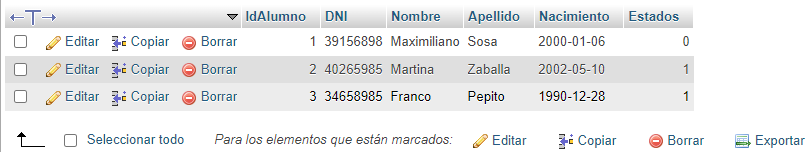 IdAlumno DNI Nombre Apellido Nacimiento Estados
Editar Copiar Borrar 1 39156898 Maximiliano Sosa 2000-01-06 0
Editar Copiar Borrar 2 40265985 Martina Zaballa 2002-05-10 1
Editar Copiar Borrar 3 34658985 Franco Pepito 1990-12-28 1
Seleccionar todo Para los elementos que están marcados: Editar Copiar Borrar Exportar